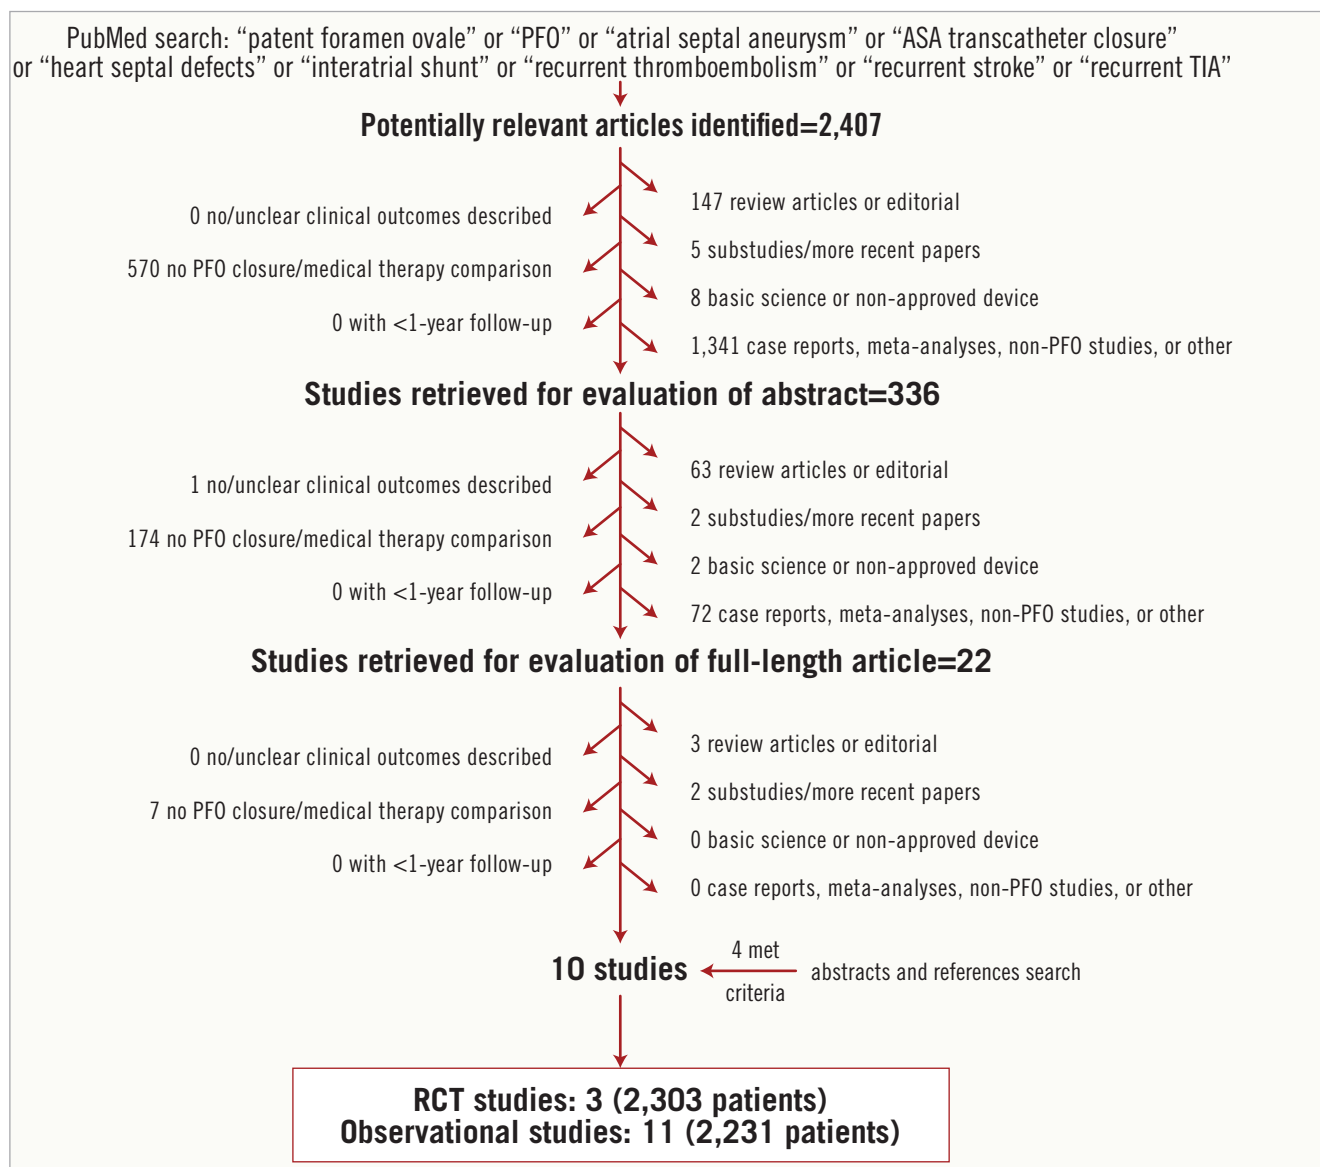 PubMed search: “patent foramen ovale” or “PFO” or “atrial septal aneurysm” or “ASA transcatheter closure”
or “heart septal defects” or “interatrial shunt” or “recurrent thromboembolism” or “recurrent stroke” or “recurrent TIA”
Potentially relevant articles identified=2,407
147 review articles or editorial
0 no/unclear clinical outcomes described
5 substudies/more recent papers
570 no PFO closure/medical therapy comparison
8 basic science or non-approved device
0 with <1-year follow-up
1,341 case reports, meta-analyses, non-PFO studies, or other
Studies retrieved for evaluation of abstract=336
63 review articles or editorial
1 no/unclear clinical outcomes described
2 substudies/more recent papers
174 no PFO closure/medical therapy comparison
2 basic science or non-approved device
0 with <1-year follow-up
72 case reports, meta-analyses, non-PFO studies, or other
Studies retrieved for evaluation of full-length article=22
3 review articles or editorial
0 no/unclear clinical outcomes described
2 substudies/more recent papers
7 no PFO closure/medical therapy comparison
0 basic science or non-approved device
0 with <1-year follow-up
0 case reports, meta-analyses, non-PFO studies, or other
10 studies
4 met
criteria
abstracts and references search
RCT studies: 3 (2,303 patients)
Observational studies: 11 (2,231 patients)